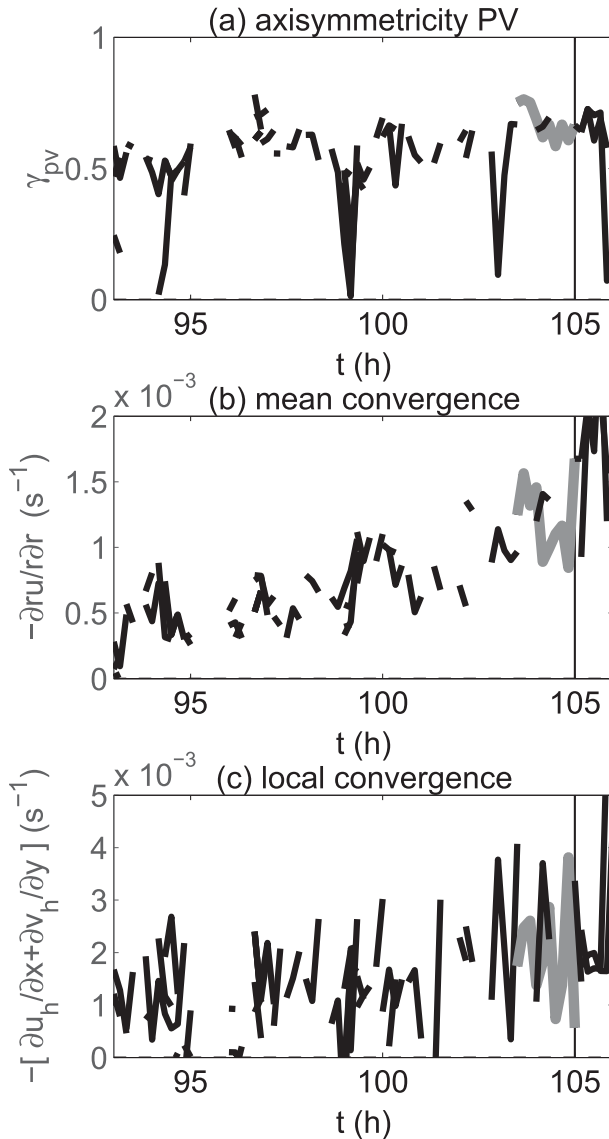 (a) axisymmetricity PV
1
0.5
0
γpv
95 100 105
t (h)
x 10⁻³
(b) mean convergence
2
1.5
1
0.5
0
−∂ru/r∂r (s⁻¹)
95 100 105
t (h)
x 10⁻³
(c) local convergence
5
4
3
2
1
0
−[ ∂u_h/∂x+∂v_h/∂y ] (s⁻¹)
95 100 105
t (h)